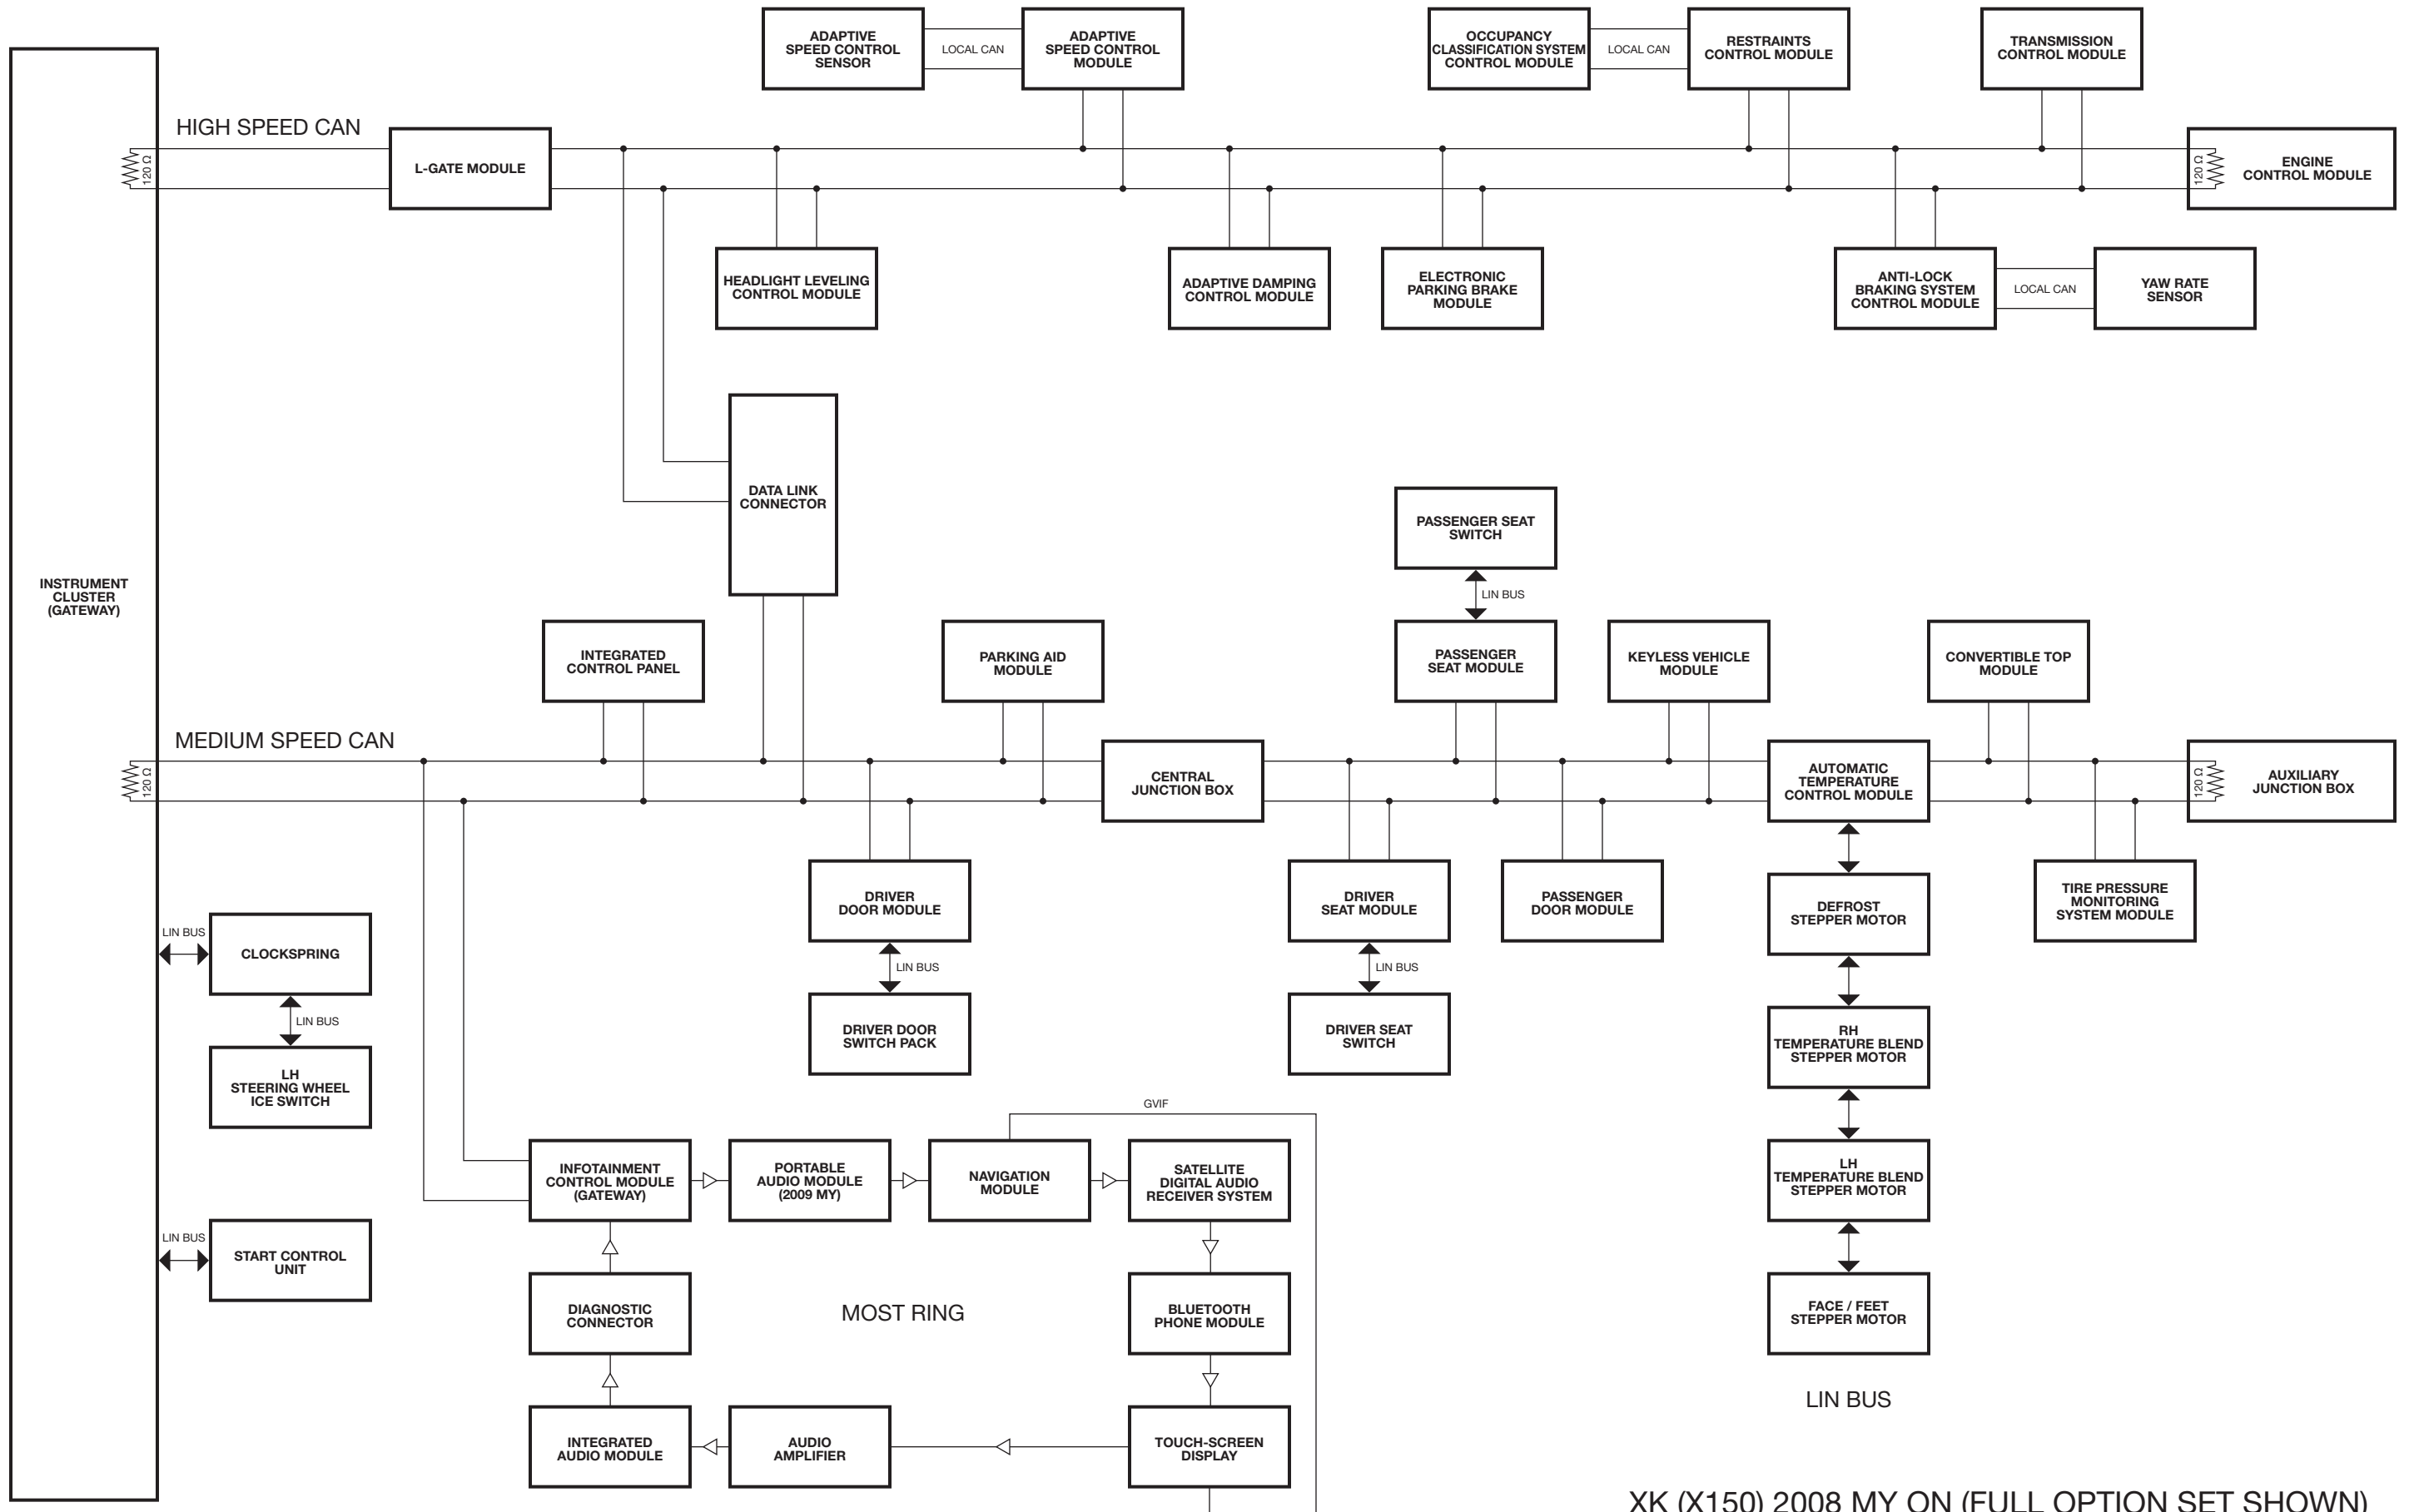 ADAPTIVE
SPEED CONTROL
SENSOR
LOCAL CAN
ADAPTIVE
SPEED CONTROL
MODULE
OCCUPANCY
CLASSIFICATION SYSTEM
CONTROL MODULE
LOCAL CAN
RESTRAINTS
CONTROL MODULE
TRANSMISSION
CONTROL MODULE
HIGH SPEED CAN
120 Ω
L-GATE MODULE
120 Ω
ENGINE
CONTROL MODULE
HEADLIGHT LEVELING
CONTROL MODULE
ADAPTIVE DAMPING
CONTROL MODULE
ELECTRONIC
PARKING BRAKE
MODULE
ANTI-LOCK
BRAKING SYSTEM
CONTROL MODULE
LOCAL CAN
YAW RATE
SENSOR
DATA LINK
CONNECTOR
PASSENGER SEAT
SWITCH
LIN BUS
INSTRUMENT
CLUSTER
(GATEWAY)
INTEGRATED
CONTROL PANEL
PARKING AID
MODULE
PASSENGER
SEAT MODULE
KEYLESS VEHICLE
MODULE
CONVERTIBLE TOP
MODULE
MEDIUM SPEED CAN
120 Ω
CENTRAL
JUNCTION BOX
AUTOMATIC
TEMPERATURE
CONTROL MODULE
120 Ω
AUXILIARY
JUNCTION BOX
DRIVER
DOOR MODULE
DRIVER
SEAT MODULE
PASSENGER
DOOR MODULE
DEFROST
STEPPER MOTOR
TIRE PRESSURE
MONITORING
SYSTEM MODULE
LIN BUS
CLOCKSPRING
LIN BUS
LIN BUS
LIN BUS
LH
STEERING WHEEL
ICE SWITCH
DRIVER DOOR
SWITCH PACK
DRIVER SEAT
SWITCH
RH
TEMPERATURE BLEND
STEPPER MOTOR
GVIF
INFOTAINMENT
CONTROL MODULE
(GATEWAY)
PORTABLE
AUDIO MODULE
(2009 MY)
NAVIGATION
MODULE
SATELLITE
DIGITAL AUDIO
RECEIVER SYSTEM
LH
TEMPERATURE BLEND
STEPPER MOTOR
LIN BUS
START CONTROL
UNIT
DIAGNOSTIC
CONNECTOR
MOST RING
BLUETOOTH
PHONE MODULE
FACE / FEET
STEPPER MOTOR
LIN BUS
INTEGRATED
AUDIO MODULE
AUDIO
AMPLIFIER
TOUCH-SCREEN
DISPLAY
XK (X150) 2008 MY ON (FULL OPTION SET SHOWN)